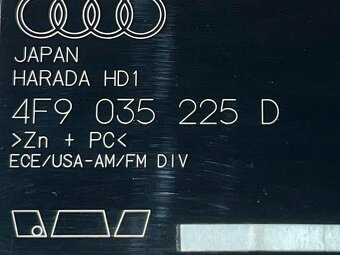 JAPAN
HARADA HD1
4F9 035 225 D
>Zn + PC<
ECE/USA-AM/FM DIV